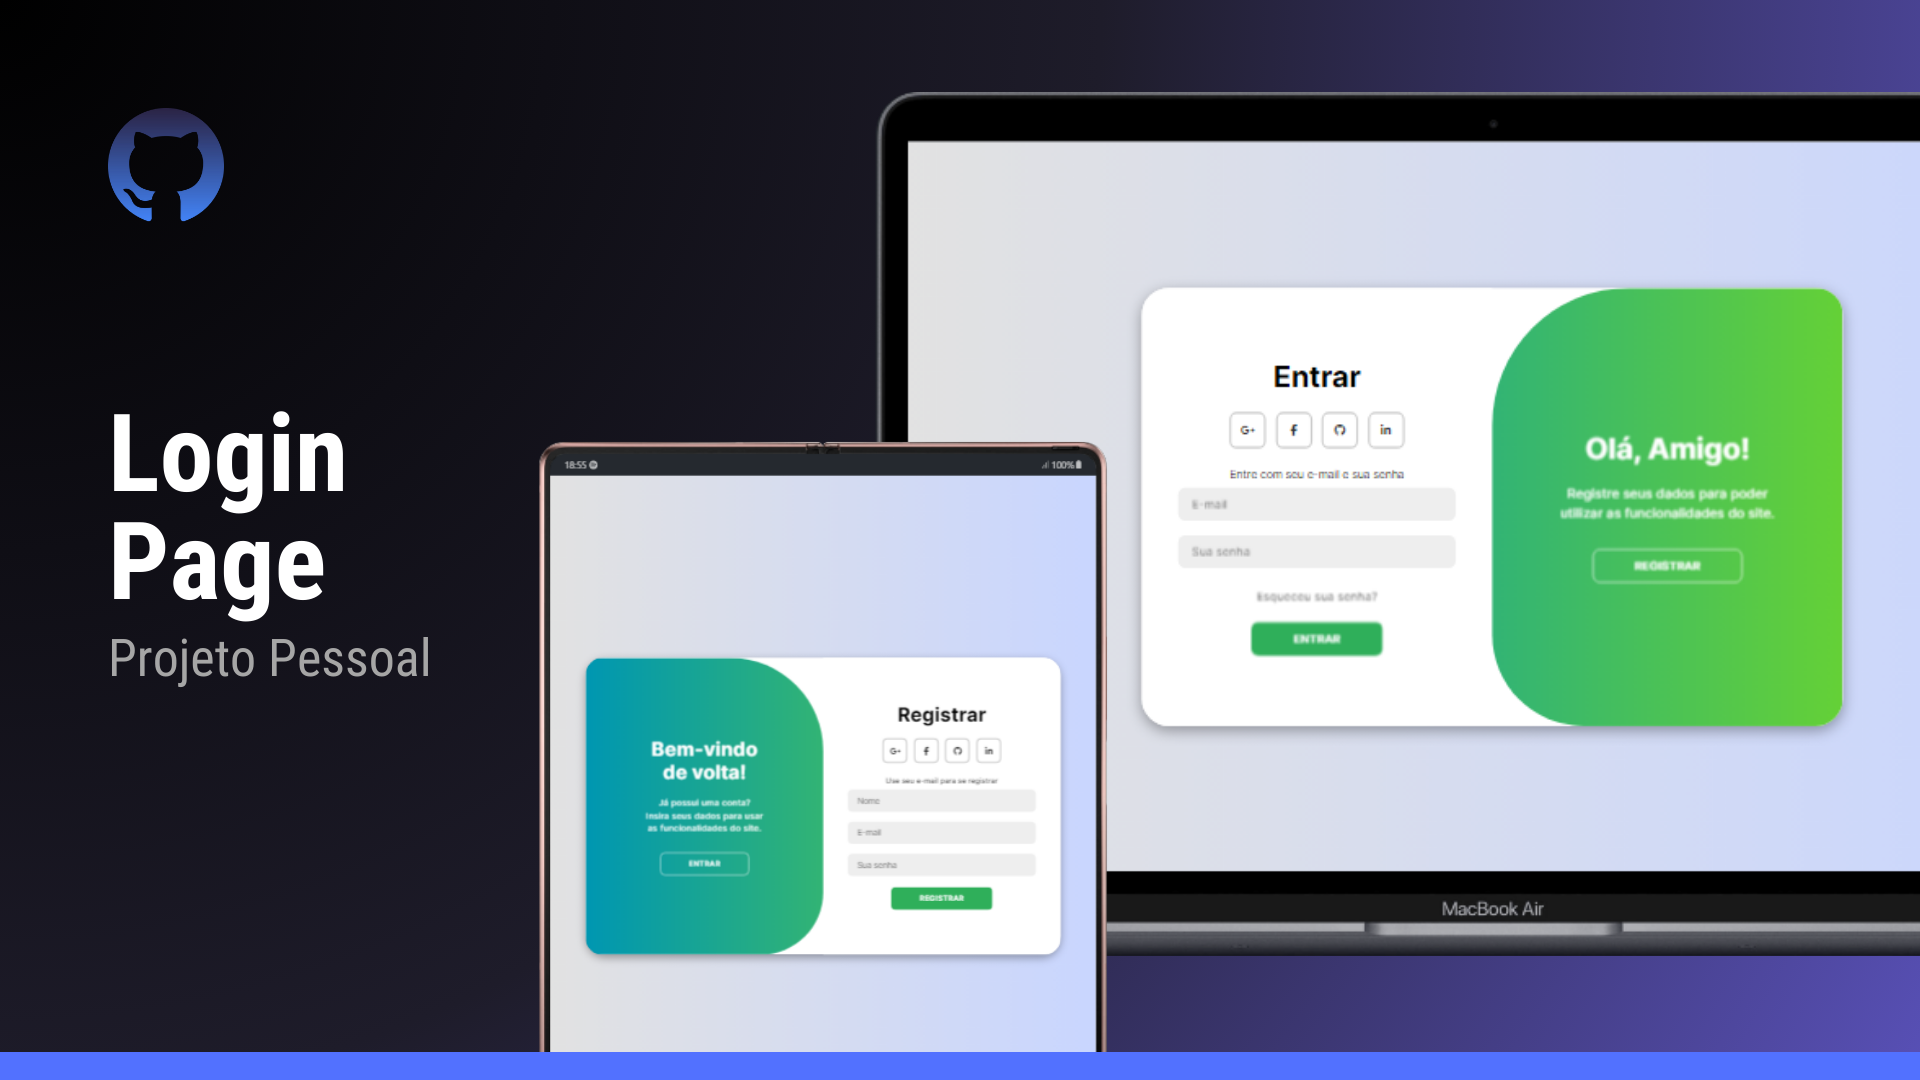 Login
Page
Projeto Pessoal
18:55
100%
Bem-vindo
de volta!
Já possui uma conta?
Insira seus dados para usar
as funcionalidades do site.
ENTRAR
Registrar
G+
f
in
Use seu e-mail para se registrar
Nome
E-mail
Sua senha
REGISTRAR
Entrar
G+
f
in
Entre com seu e-mail e sua senha
E-mail
Sua senha
Esqueceu sua senha?
ENTRAR
Olá, Amigo!
Registre seus dados para poder
utilizar as funcionalidades do site.
REGISTRAR
MacBook Air